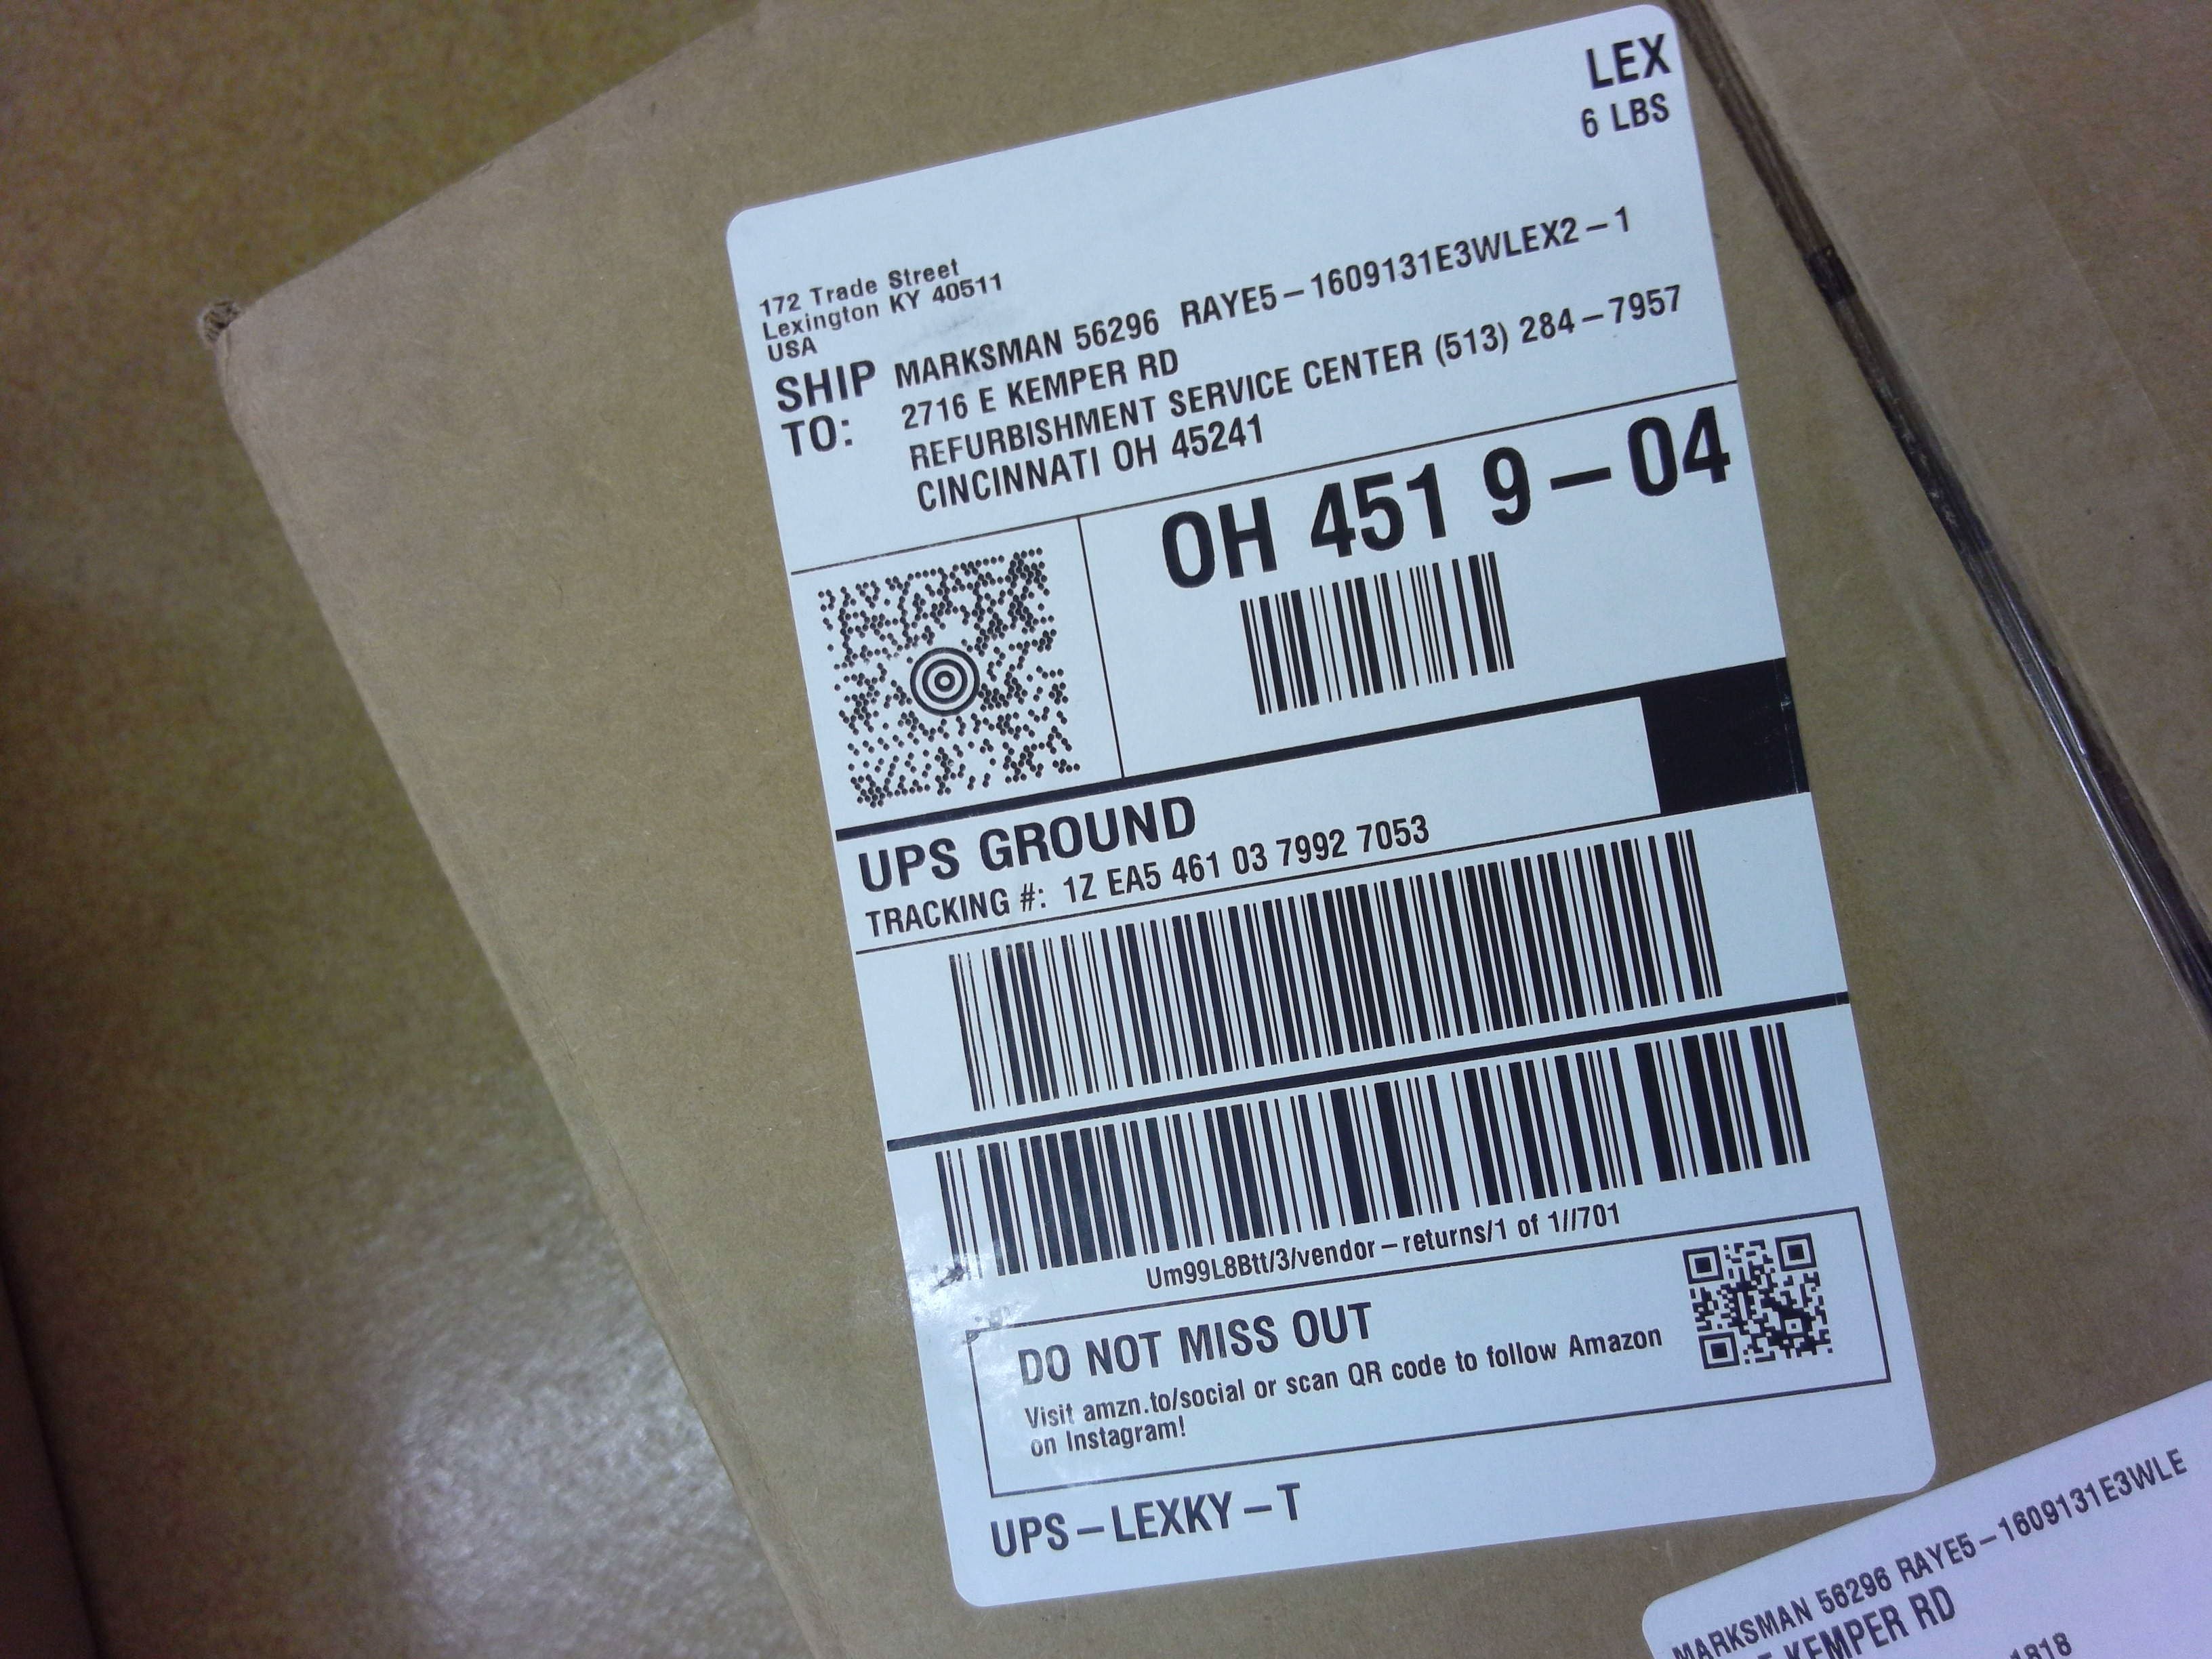 LEX
6 LBS
172 Trade Street
Lexington KY 40511
USA
SHIP TO:
MARKSMAN 56296 RAYE5-1609131E3WLEX2-1
2716 E KEMPER RD
REFURBISHMENT SERVICE CENTER (513) 284-7957
CINCINNATI OH 45241
OH 451 9-04
UPS GROUND
TRACKING #: 1Z EA5 461 03 7992 7053
Um99L8Btt/3/vendor-returns/1 of 1//701
DO NOT MISS OUT
Visit amzn.to/social or scan QR code to follow Amazon
on Instagram!
UPS-LEXKY-T
MARKSMAN 56296 RAYE5-1609131E3WLE
KEMPER RD
1818